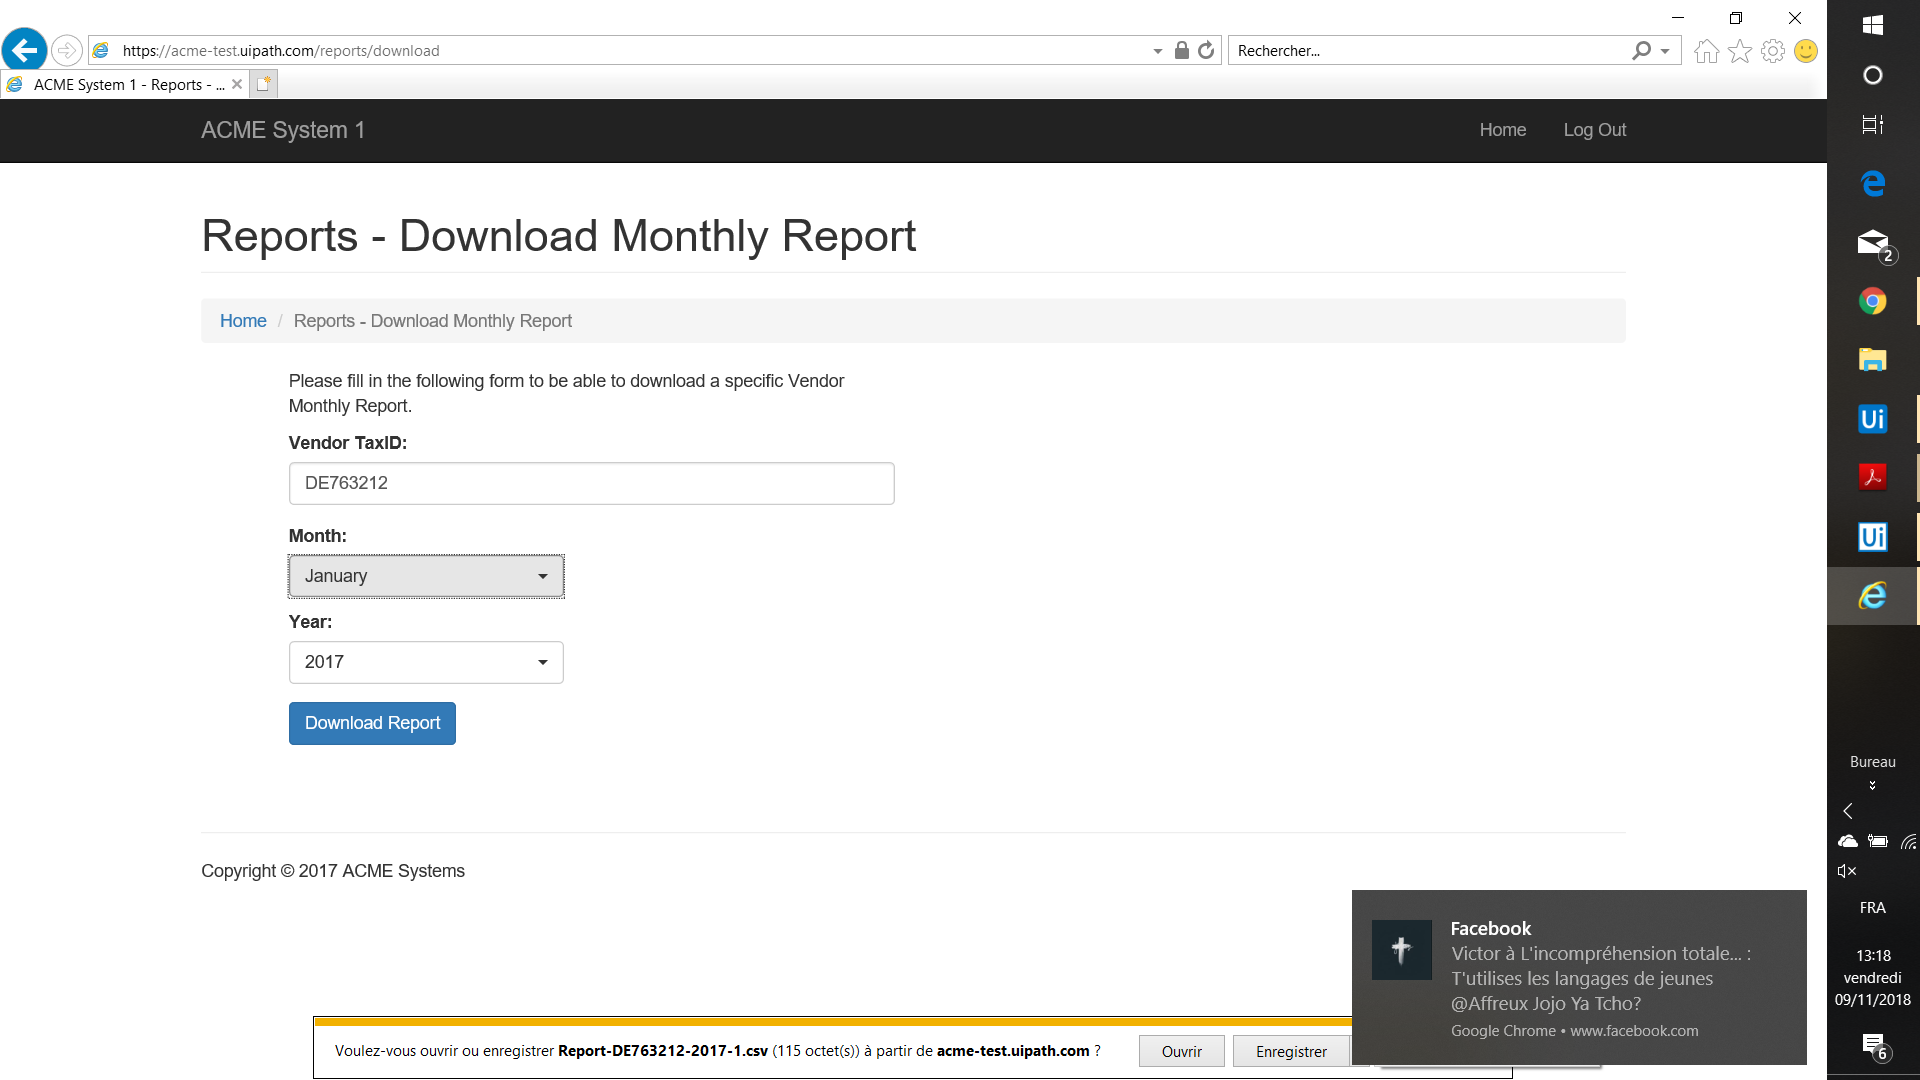 https://acme-test.uipath.com/reports/download
Rechercher...
ACME System 1 - Reports - ...
ACME System 1
Home
Log Out
Reports - Download Monthly Report
Home / Reports - Download Monthly Report
Please fill in the following form to be able to download a specific Vendor
Monthly Report.
Vendor TaxID:
DE763212
Month:
January
Year:
2017
Download Report
Copyright © 2017 ACME Systems
Facebook
Victor à L'incompréhension totale... :
T'utilises les langages de jeunes
@Affreux Jojo Ya Tcho?
Google Chrome • www.facebook.com
Voulez-vous ouvrir ou enregistrer Report-DE763212-2017-1.csv (115 octet(s)) à partir de acme-test.uipath.com ?
Ouvrir
Enregistrer
2
Ui
Ui
Bureau
FRA
13:18
vendredi
09/11/2018
6